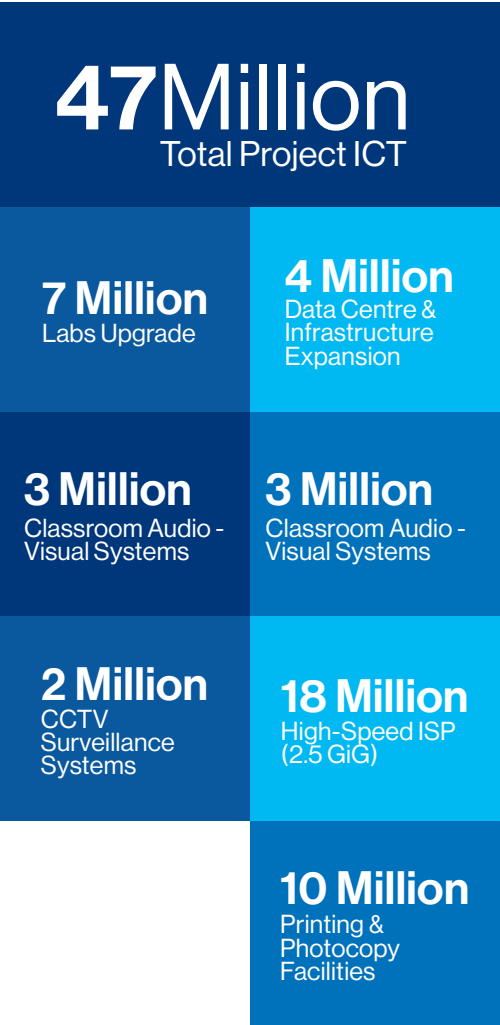 47Million
Total Project ICT
7 Million
Labs Upgrade
4 Million
Data Centre &
Infrastructure
Expansion
3 Million
Classroom Audio -
Visual Systems
3 Million
Classroom Audio -
Visual Systems
2 Million
CCTV
Surveillance
Systems
18 Million
High-Speed ISP
(2.5 GiG)
10 Million
Printing &
Photocopy
Facilities